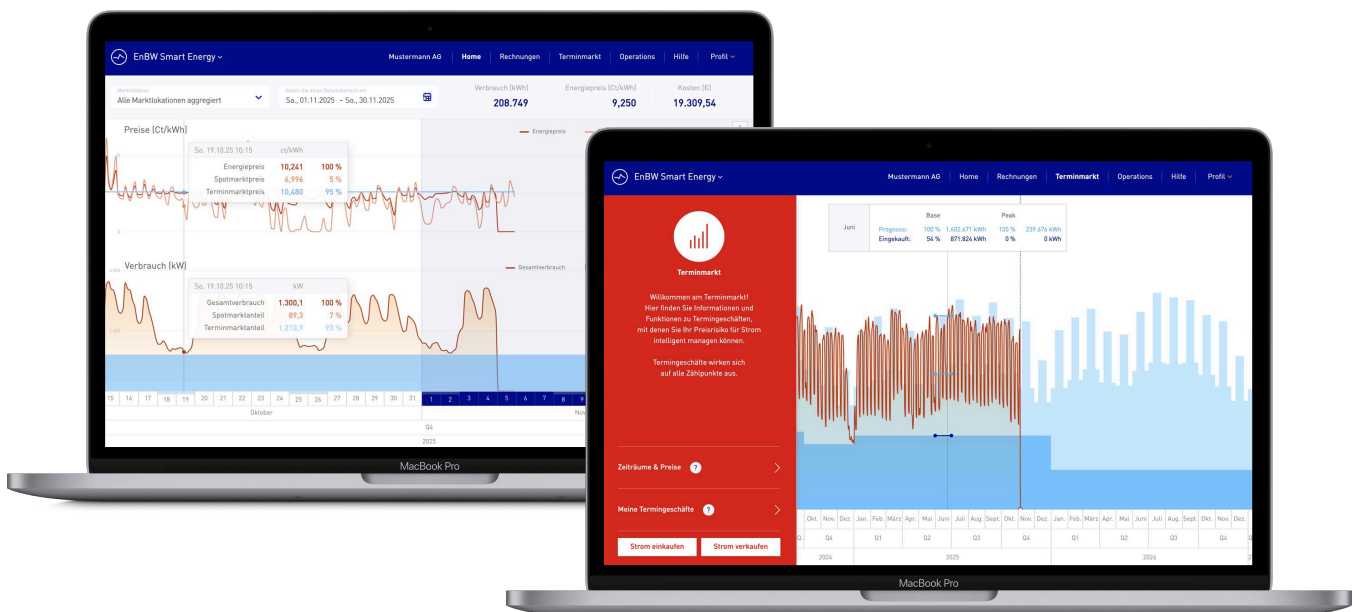 EnBW Smart Energy
Mustermann AG
Home
Rechnungen
Terminmarkt
Operations
Hilfe
Profil
Marktlokation
Alle Marktlokationen aggregiert
Sa., 01.11.2025 – So., 30.11.2025
Verbrauch (kWh)
208.749
Energiepreis (Ct/kWh)
9,250
Kosten (€)
19.309,54
Preise (Ct/kWh)
Energiepreis
So. 19.10.25 10:15 ct/kWh
Energiepreis 10,241 100 %
Spotmarktpreis 6,996 5 %
Terminmarktpreis 10,480 95 %
0
Verbrauch (kW)
Gesamtverbrauch
So. 19.10.25 10:15 kW
Gesamtverbrauch 1.300,1 100 %
Spotmarktanteil 89,3 7 %
Terminmarktanteil 1.210,9 93 %
15 16 17 18 19 20 21 22 23 24 25 26 27 28 29 30 31 1 2 3 4 5 6 7 8 9
Oktober
Nov
Q4
2025
MacBook Pro
EnBW Smart Energy
Mustermann AG
Home
Rechnungen
Terminmarkt
Operations
Hilfe
Profil
Terminmarkt
Willkommen am Terminmarkt!
Hier finden Sie Informationen und
Funktionen zu Termingeschäften,
mit denen Sie Ihr Preisrisiko für Strom
intelligent managen können.
Termingeschäfte wirken sich
auf alle Zählpunkte aus.
Zeiträume & Preise ?
Meine Termingeschäfte ?
Strom einkaufen
Strom verkaufen
Juni
Base Peak
Prognose: 100 % 1.602.671 kWh 100 % 239.676 kWh
Eingekauft: 54 % 871.824 kWh 0 % 0 kWh
Okt. Nov. Dez. Jan. Feb. März Apr. Mai Juni Juli Aug. Sept. Okt. Nov. Dez. Jan. Feb. März Apr. Mai Juni Juli Aug. Sept. Okt. Nov. Dez.
Q4 Q1 Q2 Q3 Q4 Q1 Q2 Q3 Q4
2024 2025 2026
MacBook Pro